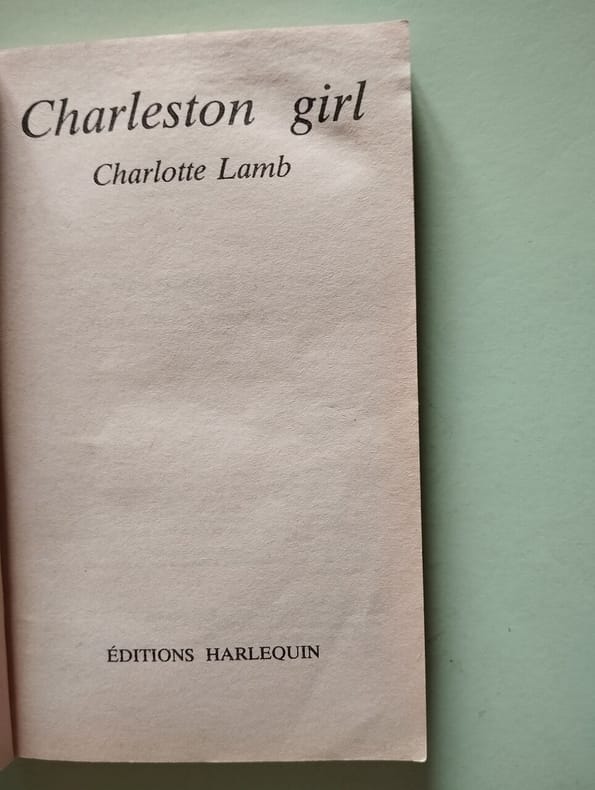 Charleston girl
Charlotte Lamb
ÉDITIONS HARLEQUIN